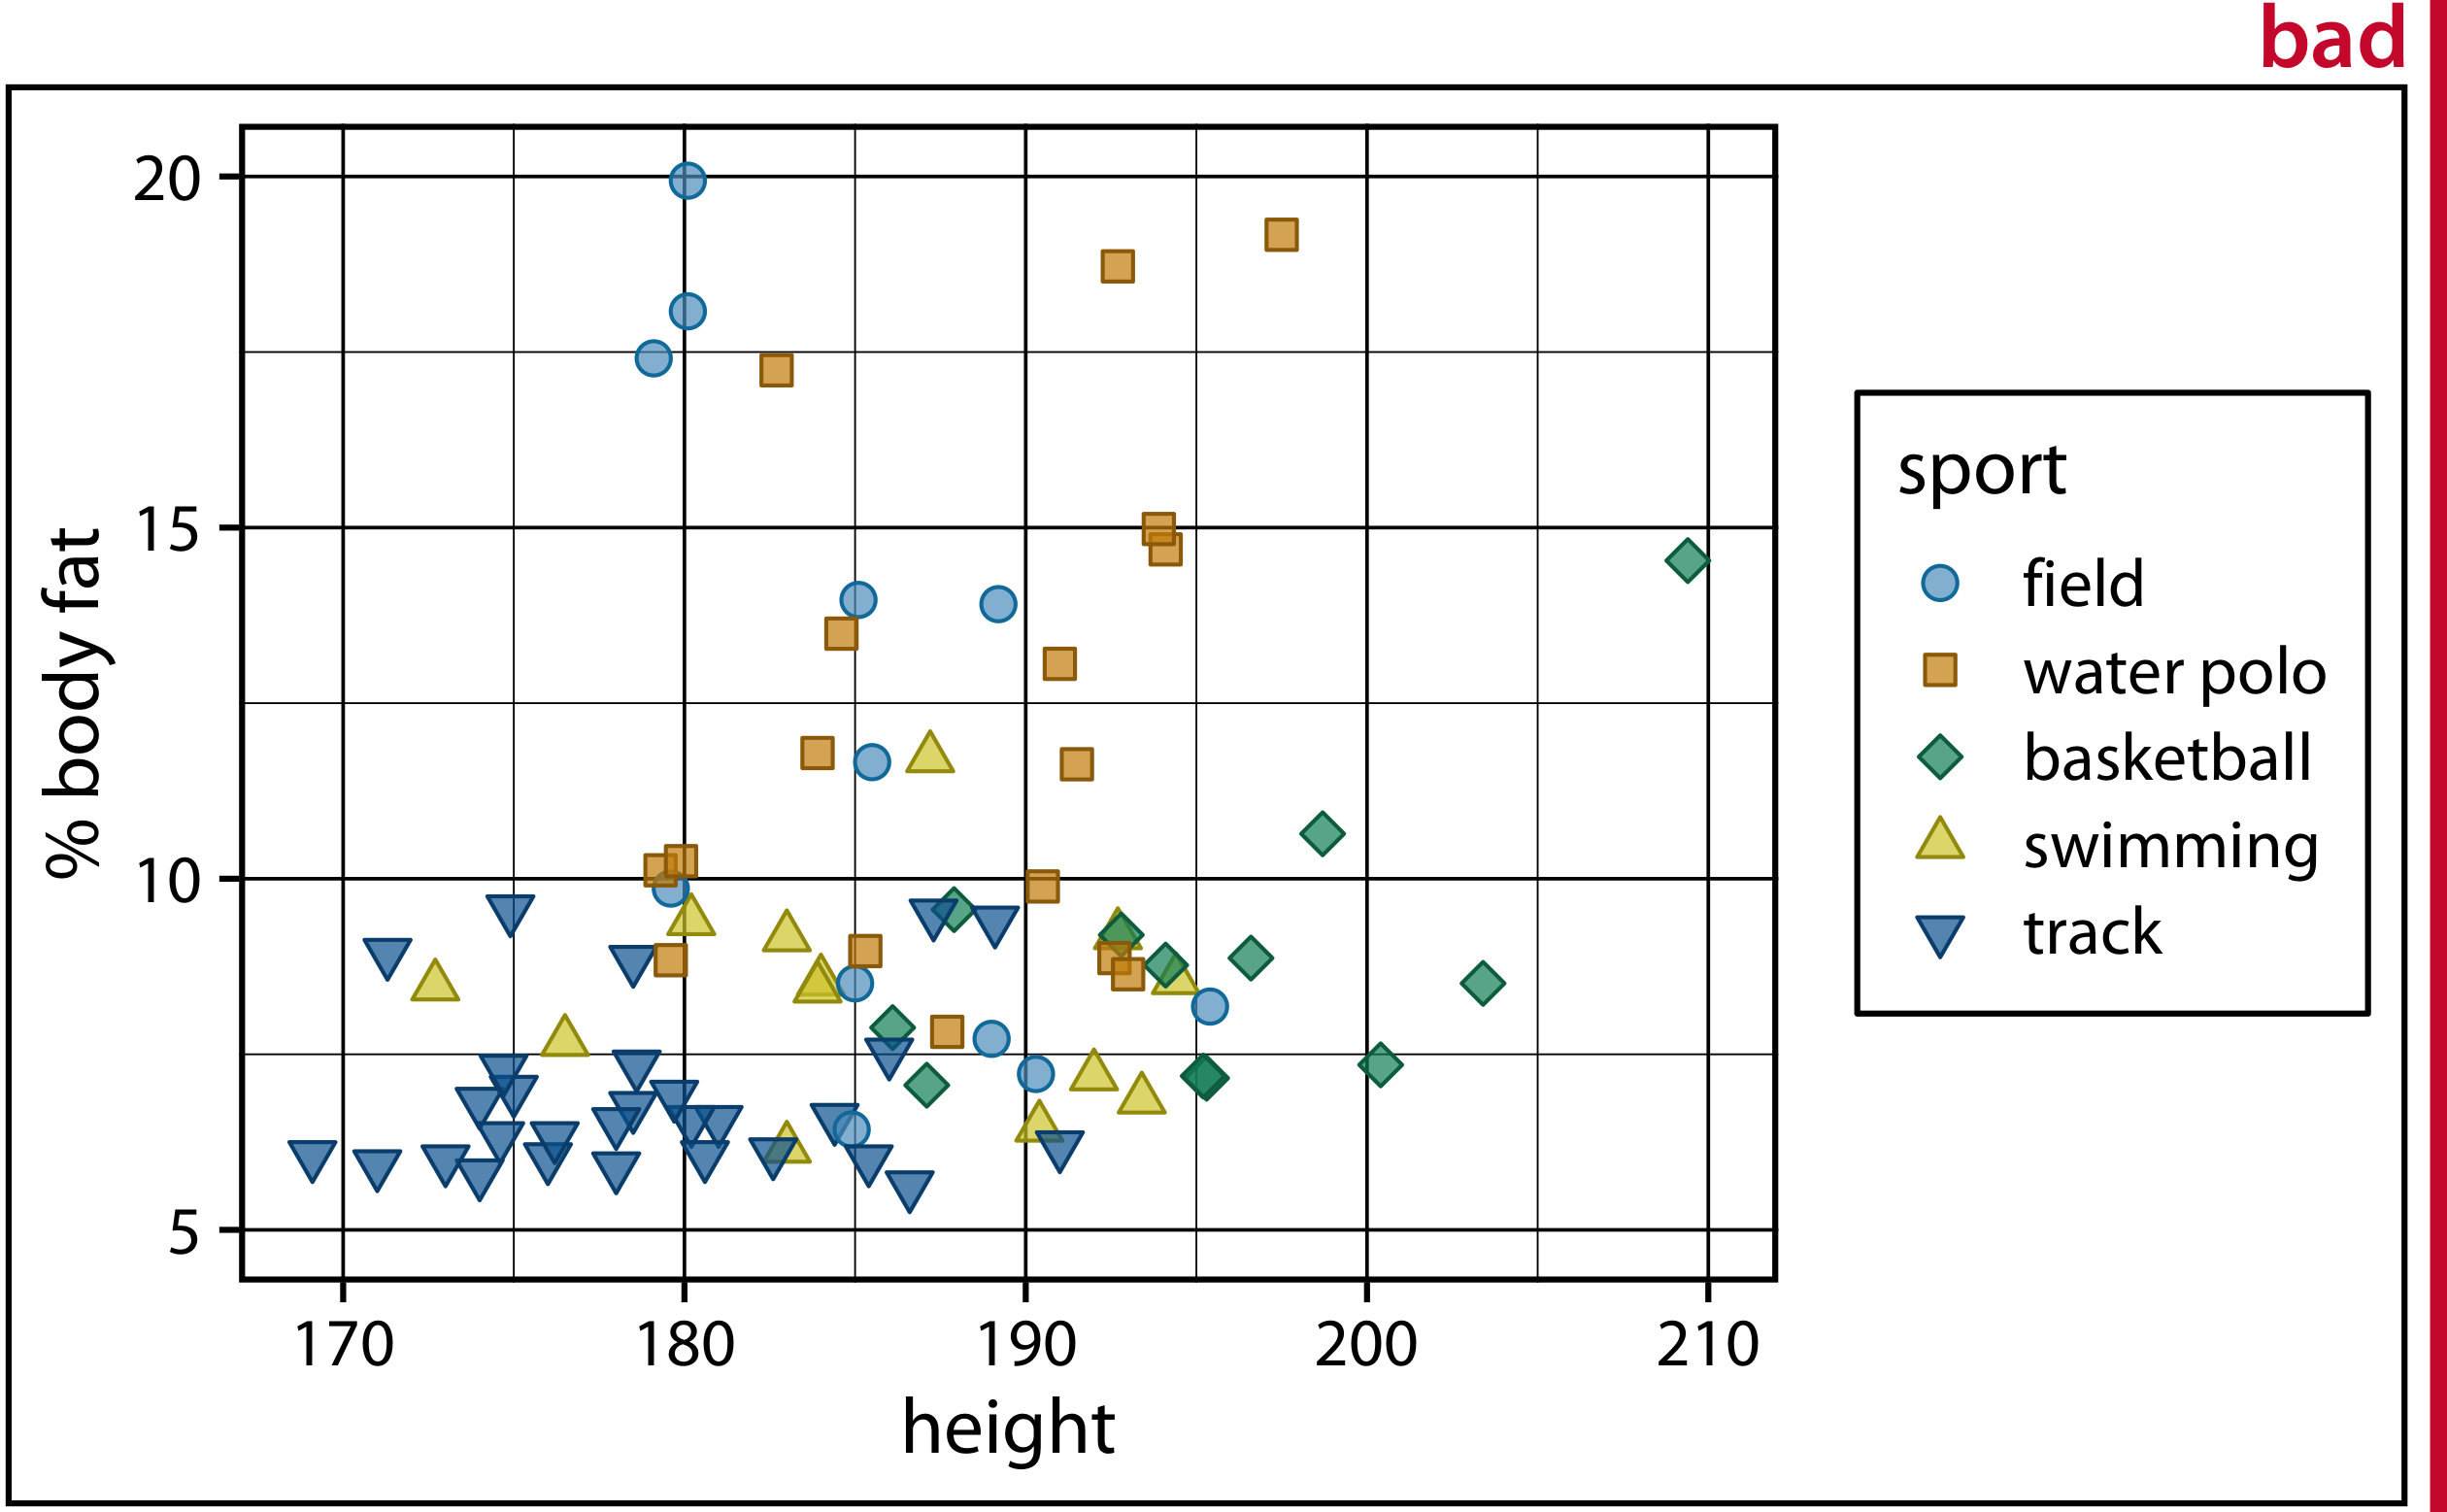 bad
20
15
10
5
% body fat
170 180 190 200 210
height
sport
field
water polo
basketball
swimming
track